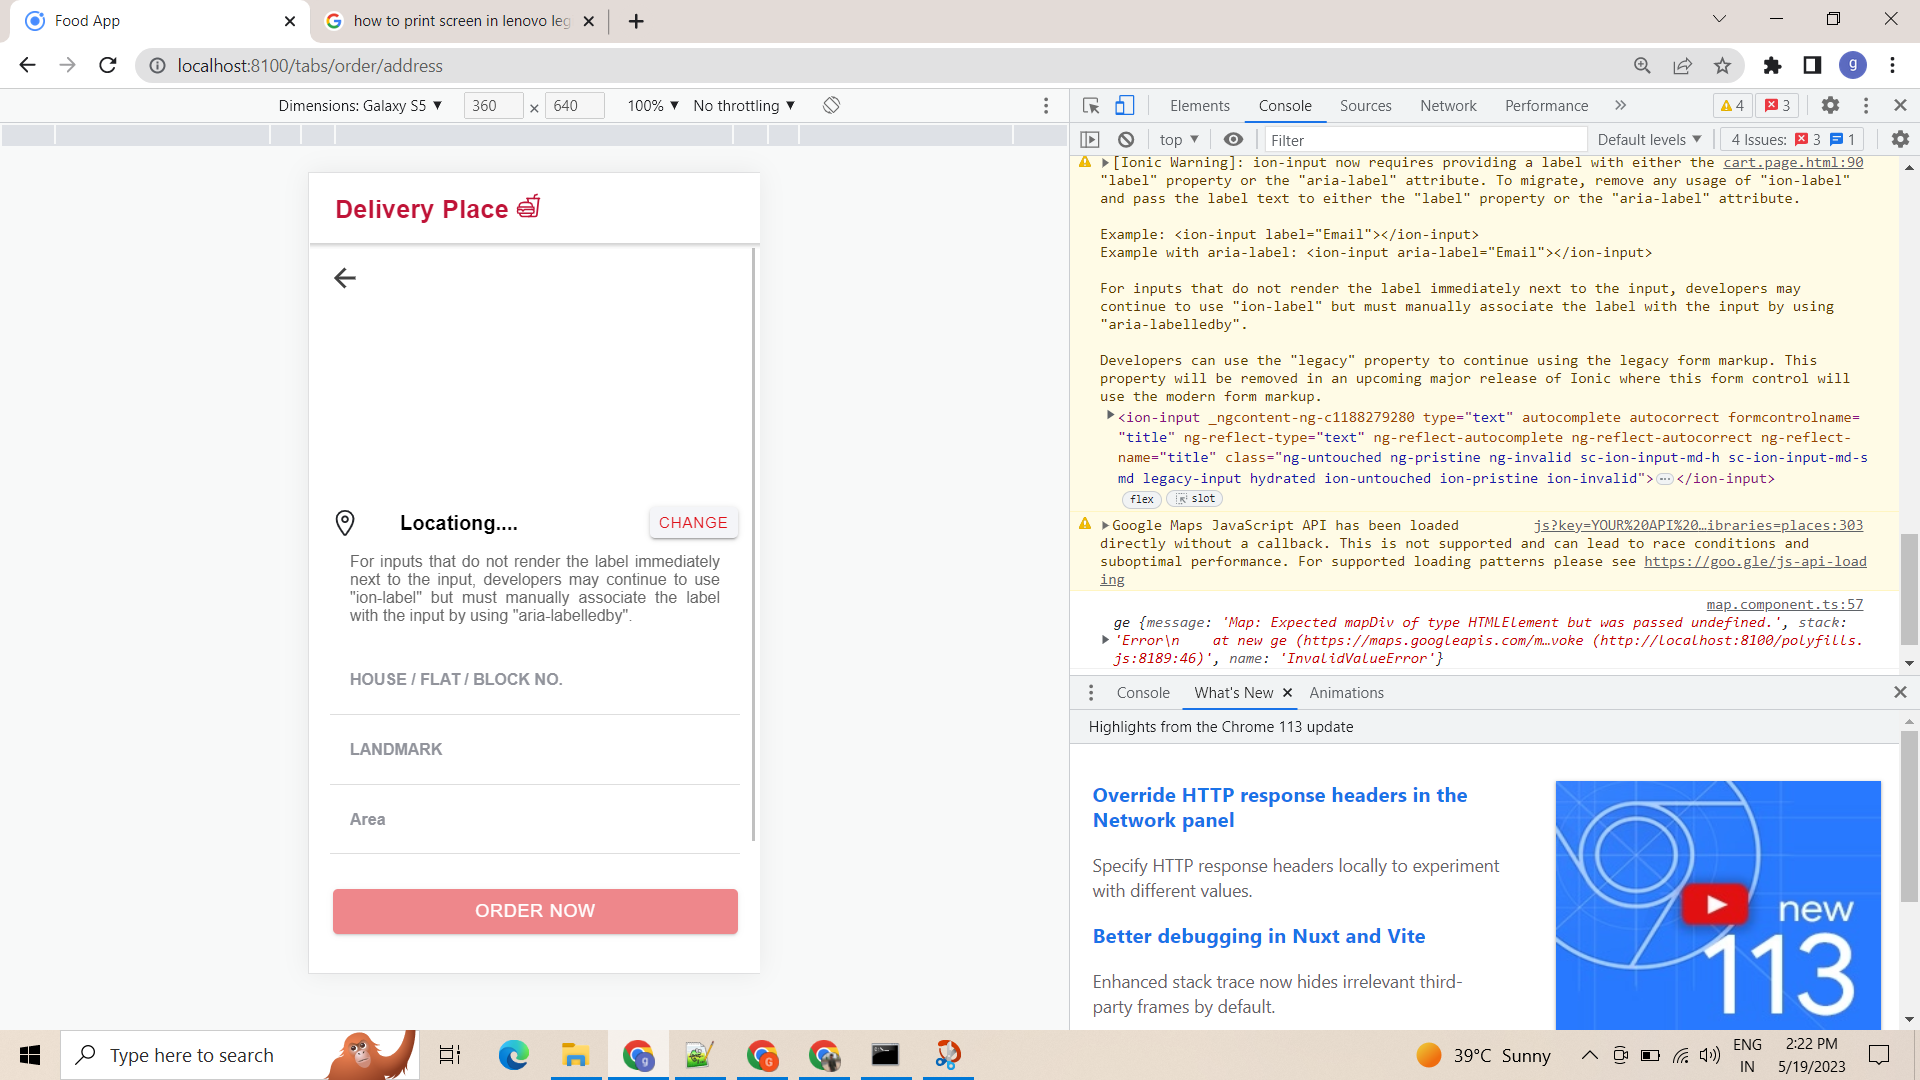 Food App
how to print screen in lenovo leg
localhost:8100/tabs/order/address
g
Dimensions: Galaxy S5 ▼ 360 × 640 100% ▼ No throttling ▼
Elements Console Sources Network Performance » 4 3
top ▼ Filter Default levels ▼ 4 Issues: 3 1
Delivery Place
Locationg.... CHANGE
For inputs that do not render the label immediately
next to the input, developers may continue to use
"ion-label" but must manually associate the label
with the input by using "aria-labelledby".
HOUSE / FLAT / BLOCK NO.
LANDMARK
Area
ORDER NOW
[Ionic Warning]: ion-input now requires providing a label with either the cart.page.html:90
"label" property or the "aria-label" attribute. To migrate, remove any usage of "ion-label"
and pass the label text to either the "label" property or the "aria-label" attribute.
Example: <ion-input label="Email"></ion-input>
Example with aria-label: <ion-input aria-label="Email"></ion-input>
For inputs that do not render the label immediately next to the input, developers may
continue to use "ion-label" but must manually associate the label with the input by using
"aria-labelledby".
Developers can use the "legacy" property to continue using the legacy form markup. This
property will be removed in an upcoming major release of Ionic where this form control will
use the modern form markup.
<ion-input _ngcontent-ng-c1188279280 type="text" autocomplete autocorrect formcontrolname=
"title" ng-reflect-type="text" ng-reflect-autocomplete ng-reflect-autocorrect ng-reflect-
name="title" class="ng-untouched ng-pristine ng-invalid sc-ion-input-md-h sc-ion-input-md-s
md legacy-input hydrated ion-untouched ion-pristine ion-invalid">…</ion-input>
flex slot
Google Maps JavaScript API has been loaded js?key=YOUR%20API%20…ibraries=places:303
directly without a callback. This is not supported and can lead to race conditions and
suboptimal performance. For supported loading patterns please see https://goo.gle/js-api-load
ing
map.component.ts:57
ge {message: 'Map: Expected mapDiv of type HTMLElement but was passed undefined.', stack:
'Error\n    at new ge (https://maps.googleapis.com/m…voke (http://localhost:8100/polyfills.
js:8189:46)', name: 'InvalidValueError'}
Console What's New Animations
Highlights from the Chrome 113 update
Override HTTP response headers in the
Network panel
Specify HTTP response headers locally to experiment
with different values.
Better debugging in Nuxt and Vite
Enhanced stack trace now hides irrelevant third-
party frames by default.
new
113
Type here to search
g
G
39°C Sunny
ENG
IN
2:22 PM
5/19/2023